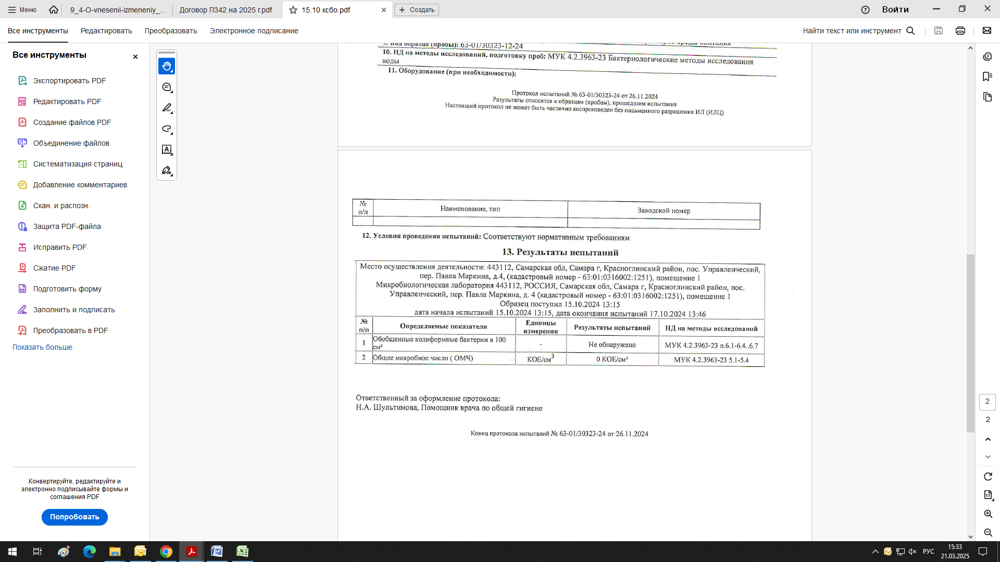 Меню
9_4-O-vnesenii-izmeneniy_...
Договор П342 на 2025 г.pdf
15.10 ксбо.pdf
Создать
Войти
Все инструменты
Редактировать
Преобразовать
Электронное подписание
Найти текст или инструмент
Все инструменты
Экспортировать PDF
Редактировать PDF
Создание файлов PDF
Объединение файлов
Систематизация страниц
Добавление комментариев
Скан. и распозн.
Защита PDF-файла
Исправить PDF
Сжатие PDF
Подготовить форму
Заполнить и подписать
Преобразовать в PDF
Показать больше
Конвертируйте, редактируйте и
электронно подписывайте формы и
соглашения PDF
Попробовать
9. Код образца (пробы): 63-01/30323-12-24
10. НД на методы исследований, подготовку проб: МУК 4.2.3963-23 Бактериологические методы исследования
воды
11. Оборудование (при необходимости):
Протокол испытаний № 63-01/30323-24 от 26.11.2024
Результаты относятся к образцам (пробам), прошедшим испытания
Настоящий протокол не может быть частично воспроизведен без письменного разрешения ИЛ (ИЛЦ)
№
п/п
Наименование, тип
Заводской номер
12. Условия проведения испытаний: Соответствуют нормативным требованиям
13. Результаты испытаний
Место осуществления деятельности: 443112, Самарская обл, Самара г, Красноглинский район, пос. Управленческий,
пер. Павла Маркина, д.4, (кадастровый номер - 63:01:0316002:1251), помещение 1
Микробиологическая лаборатория 443112, РОССИЯ, Самарская обл, Самара г, Красноглинский район, пос.
Управленческий, пер. Павла Маркина, д. 4 (кадастровый номер - 63:01:0316002:1251), помещение 1
Образец поступил 15.10.2024 13:15
дата начала испытаний 15.10.2024 13:15, дата окончания испытаний 17.10.2024 13:46
№
п/п
Определяемые показатели
Единицы
измерения
Результаты испытаний
НД на методы исследований
1
Обобщенные колиформные бактерии в 100
см³
-
Не обнаружено
МУК 4.2.3963-23 п.6.1-6.4..6.7
2
Общее микробное число ( ОМЧ)
КОЕ/см³
0 КОЕ/см³
МУК 4.2.3963-23 5.1-5.4
Ответственный за оформление протокола:
Н.А. Шультимова, Помощник врача по общей гигиене
Конец протокола испытаний № 63-01/30323-24 от 26.11.2024
2
2
РУС
15:33
21.03.2025